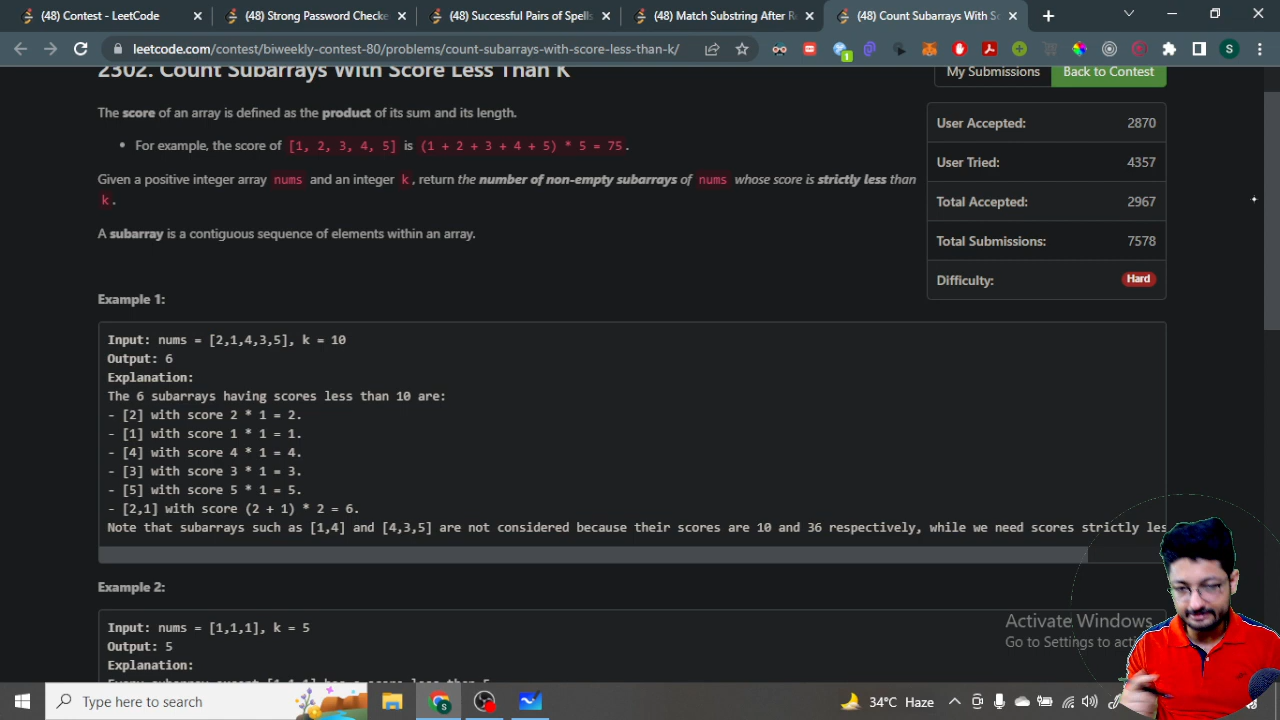 (48) Contest - LeetCode
(48) Strong Password Checke
(48) Successful Pairs of Spells
(48) Match Substring After R
(48) Count Subarrays With Sc
leetcode.com/contest/biweekly-contest-80/problems/count-subarrays-with-score-less-than-k/
1
S
2302. Count Subarrays With Score Less Than K
My Submissions
Back to Contest
The score of an array is defined as the product of its sum and its length.
• For example, the score of [1, 2, 3, 4, 5] is (1 + 2 + 3 + 4 + 5) * 5 = 75.
Given a positive integer array nums and an integer k, return the number of non-empty subarrays of nums whose score is strictly less than
k.
A subarray is a contiguous sequence of elements within an array.
User Accepted: 2870
User Tried: 4357
Total Accepted: 2967
Total Submissions: 7578
Difficulty: Hard
Example 1:
Input: nums = [2,1,4,3,5], k = 10
Output: 6
Explanation:
The 6 subarrays having scores less than 10 are:
- [2] with score 2 * 1 = 2.
- [1] with score 1 * 1 = 1.
- [4] with score 4 * 1 = 4.
- [3] with score 3 * 1 = 3.
- [5] with score 5 * 1 = 5.
- [2,1] with score (2 + 1) * 2 = 6.
Note that subarrays such as [1,4] and [4,3,5] are not considered because their scores are 10 and 36 respectively, while we need scores strictly les
Example 2:
Input: nums = [1,1,1], k = 5
Output: 5
Explanation:
Activate Windows
Go to Settings to acti
Type here to search
34°C Haze